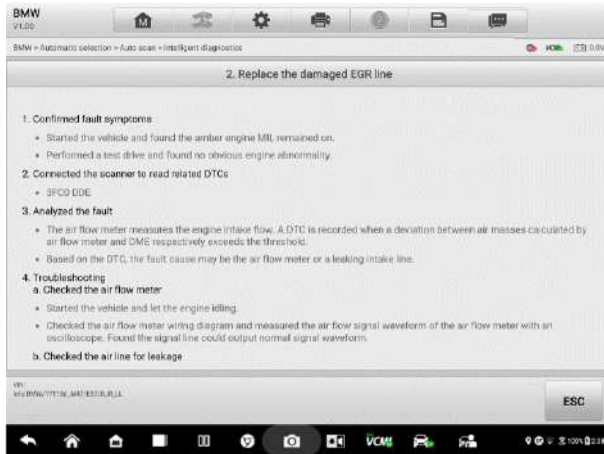 BMW
V1.00
BMW > Automatic selection > Auto scan > Intelligent diagnostics
VCMI
0.0V
2. Replace the damaged EGR line
1. Confirmed fault symptoms
• Started the vehicle and found the amber engine MIL remained on.
• Performed a test drive and found no obvious engine abnormality.
2. Connected the scanner to read related DTCs
• 3FC0 DDE
3. Analyzed the fault
• The air flow meter measures the engine intake flow. A DTC is recorded when a deviation between air masses calculated by
air flow meter and DME respectively exceeds the threshold.
• Based on the DTC, the fault cause may be the air flow meter or a leaking intake line.
4. Troubleshooting
a. Checked the air flow meter
• Started the vehicle and let the engine idling.
• Checked the air flow meter wiring diagram and measured the air flow signal waveform of the air flow meter with an
oscilloscope. Found the signal line could output normal signal waveform.
b. Checked the air line for leakage
VIN:
ESC
VCMI
100%